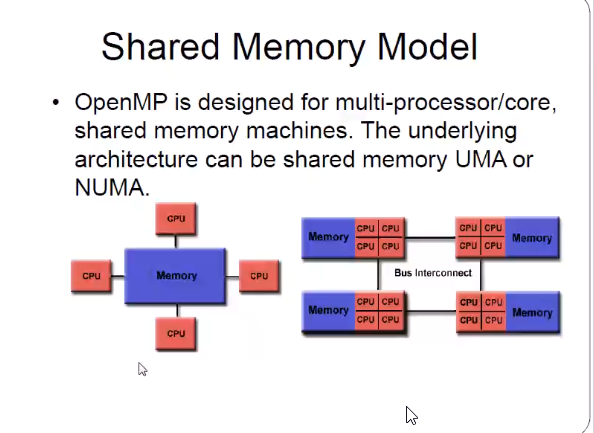 Shared Memory Model
• OpenMP is designed for multi-processor/core,
shared memory machines. The underlying
architecture can be shared memory UMA or
NUMA.
CPU
CPU
Memory
CPU
CPU
Memory
CPU CPU
CPU CPU
CPU CPU
CPU CPU
Memory
Bus Interconnect
Memory
CPU CPU
CPU CPU
CPU CPU
CPU CPU
Memory